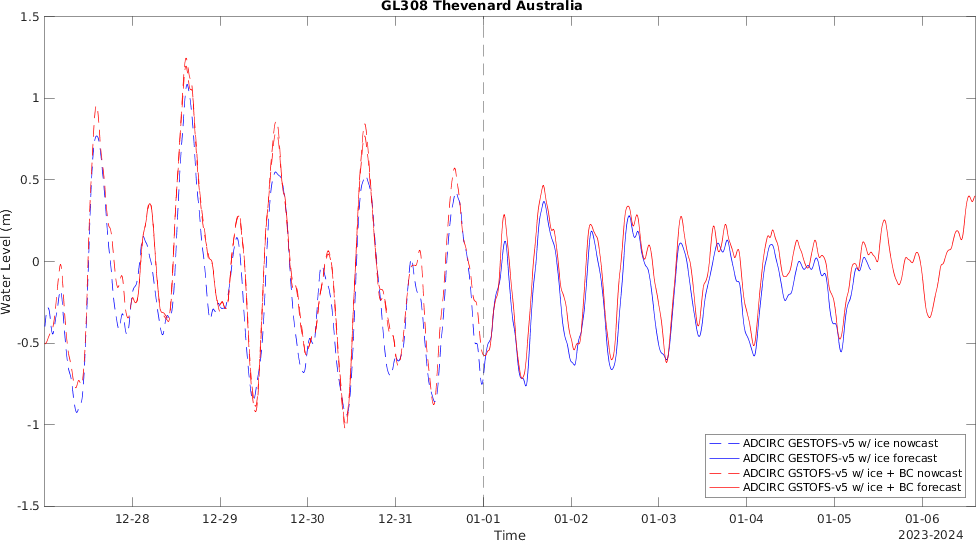 GL308 Thevenard Australia
1.5
1
0.5
0
-0.5
-1
-1.5
Water Level (m)
ADCIRC GESTOFS-v5 w/ ice nowcast
ADCIRC GESTOFS-v5 w/ ice forecast
ADCIRC GSTOFS-v5 w/ ice + BC nowcast
ADCIRC GSTOFS-v5 w/ ice + BC forecast
12-28 12-29 12-30 12-31 01-01 01-02 01-03 01-04 01-05 01-06
Time
2023-2024